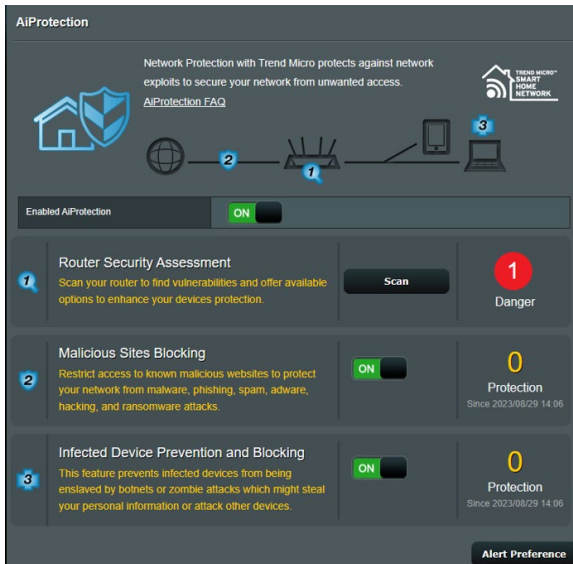 AiProtection
Network Protection with Trend Micro protects against network
exploits to secure your network from unwanted access.
AiProtection FAQ
TREND MICRO™
SMART
HOME
NETWORK
3
2
1
Enabled AiProtection
ON
1
Router Security Assessment
Scan your router to find vulnerabilities and offer available
options to enhance your devices protection.
Scan
1
Danger
2
Malicious Sites Blocking
Restrict access to known malicious websites to protect
your network from malware, phishing, spam, adware,
hacking, and ransomware attacks.
ON
0
Protection
Since 2023/08/29 14:06
3
Infected Device Prevention and Blocking
This feature prevents infected devices from being
enslaved by botnets or zombie attacks which might steal
your personal information or attack other devices.
ON
0
Protection
Since 2023/08/29 14:06
Alert Preference